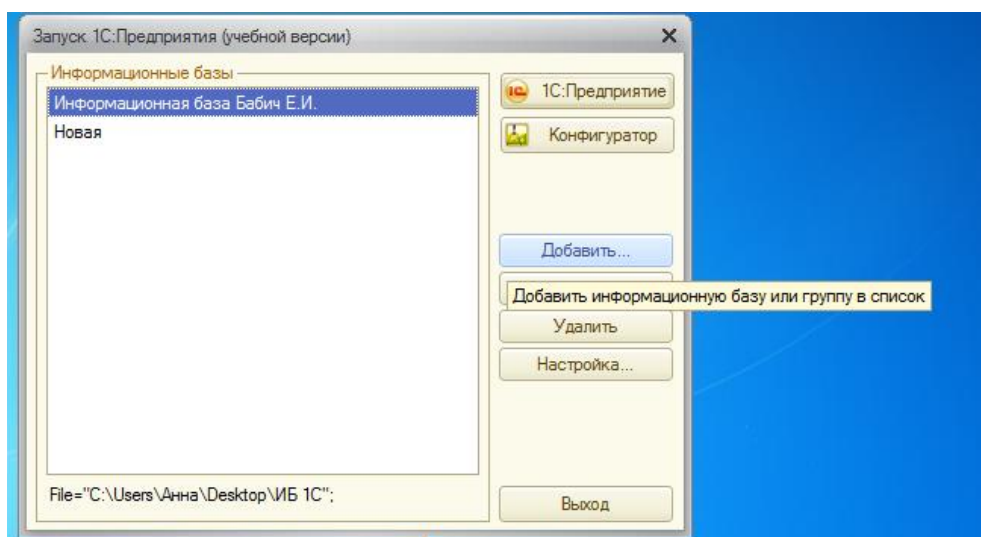 Запуск 1С:Предприятия (учебной версии)
Информационные базы
Информационная база Бабич Е.И.
Новая
1С:Предприятие
Конфигуратор
Добавить...
Добавить информационную базу или группу в список
Удалить
Настройка...
File="C:\Users\Анна\Desktop\ИБ 1С";
Выход